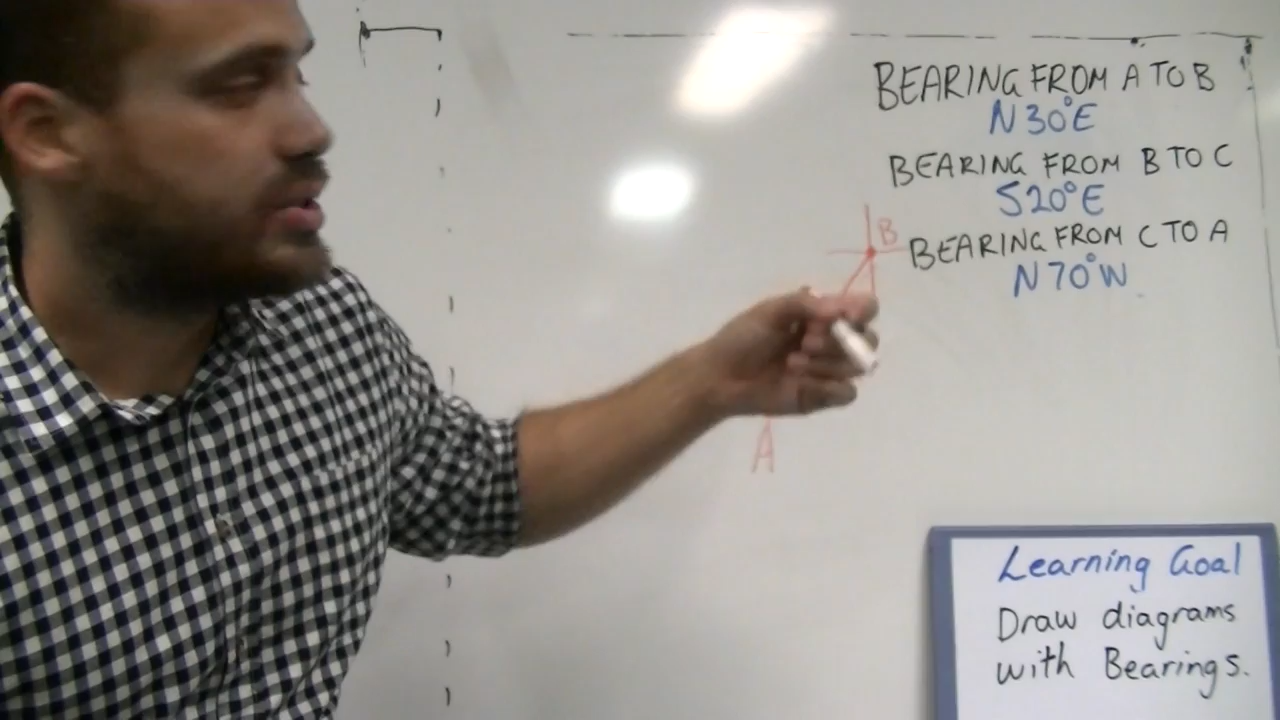 BEARING FROM A TO B
N30°E
BEARING FROM B TO C
S20°E
B
BEARING FROM C TO A
N70°W
A
Learning Goal
Draw diagrams
with Bearings.